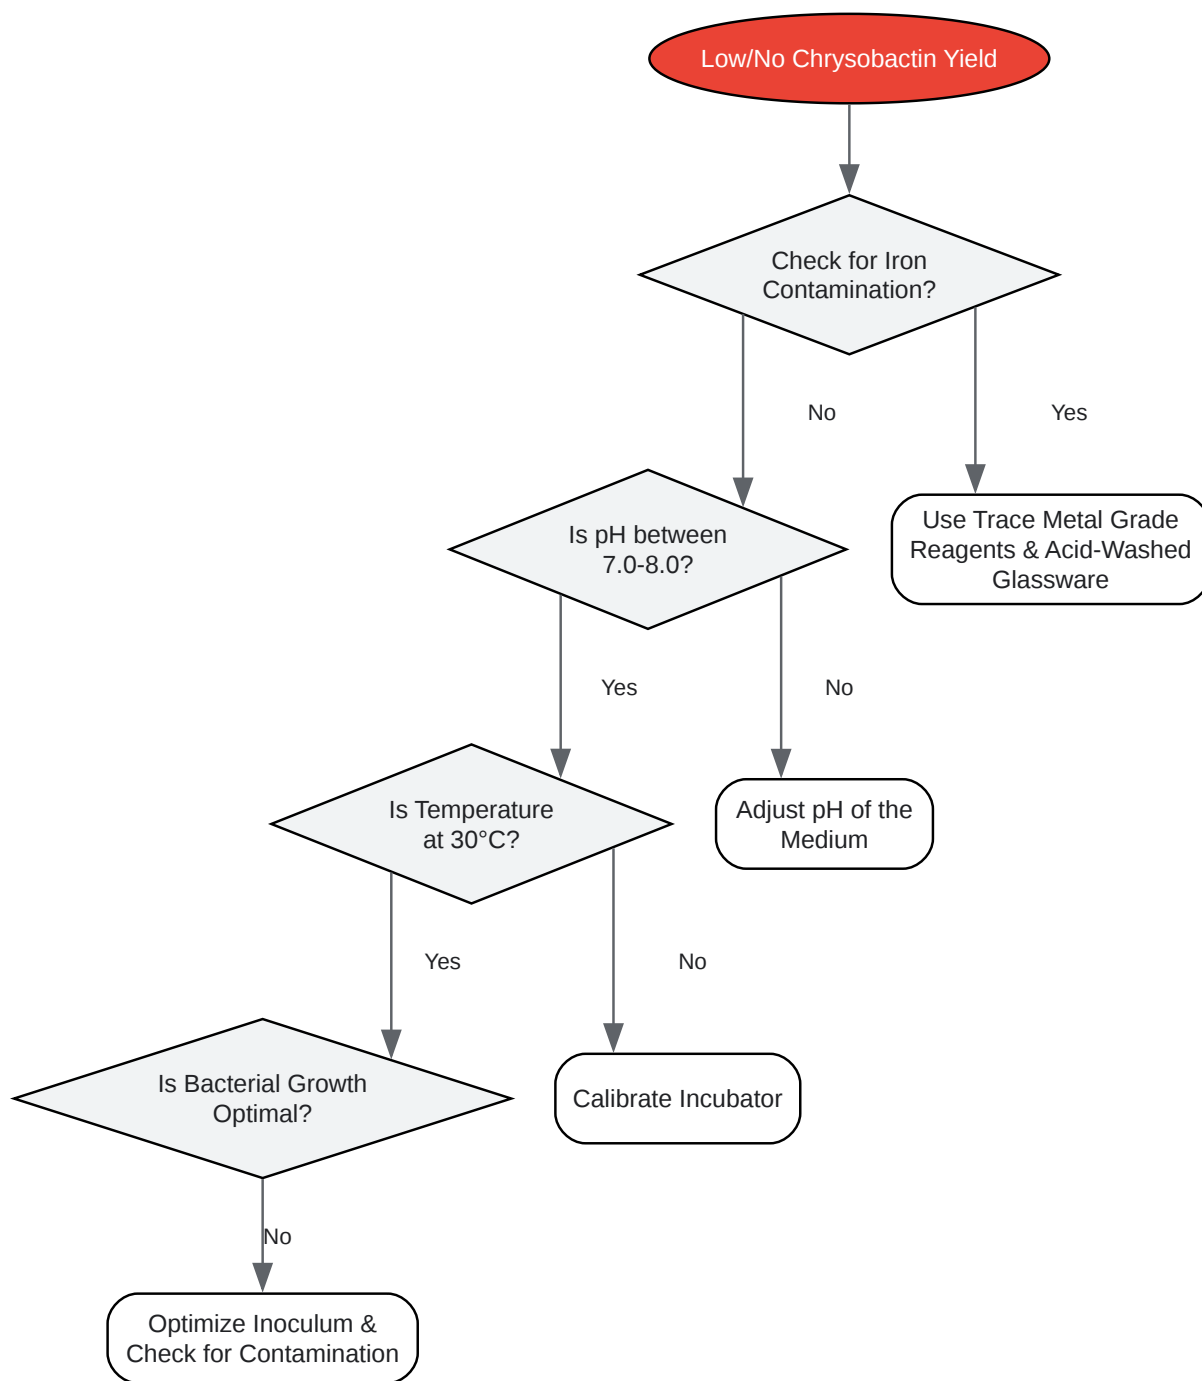 Low/No Chrysobactin Yield
Check for Iron
Contamination?
No
Yes
Is pH between
7.0-8.0?
Use Trace Metal Grade
Reagents & Acid-Washed
Glassware
Yes
No
Is Temperature
at 30°C?
Adjust pH of the
Medium
Yes
No
Is Bacterial Growth
Optimal?
Calibrate Incubator
No
Optimize Inoculum &
Check for Contamination